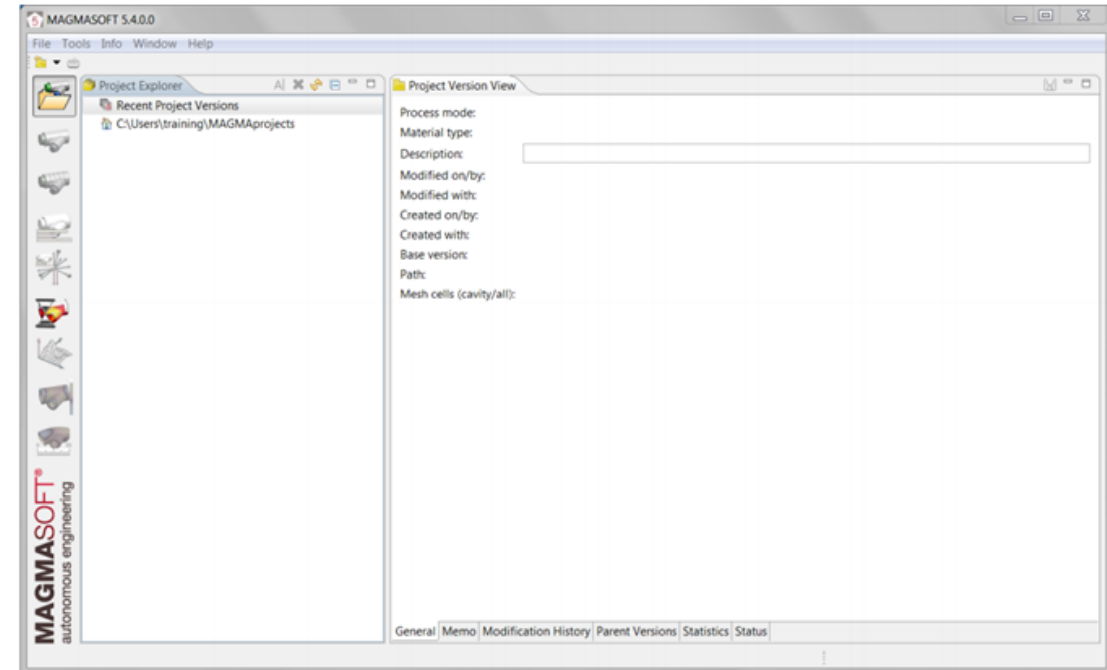 MAGMASOFT 5.4.0.0
File Tools Info Window Help
Project Explorer
Recent Project Versions
C:\Users\training\MAGMAprojects
Project Version View
Process mode:
Material type:
Description:
Modified on/by:
Modified with:
Created on/by:
Created with:
Base version:
Path:
Mesh cells (cavity/all):
General Memo Modification History Parent Versions Statistics Status
MAGMASOFT®
autonomous engineering